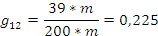 g₁₂ = (39 * m) / (200 * m) = 0,225